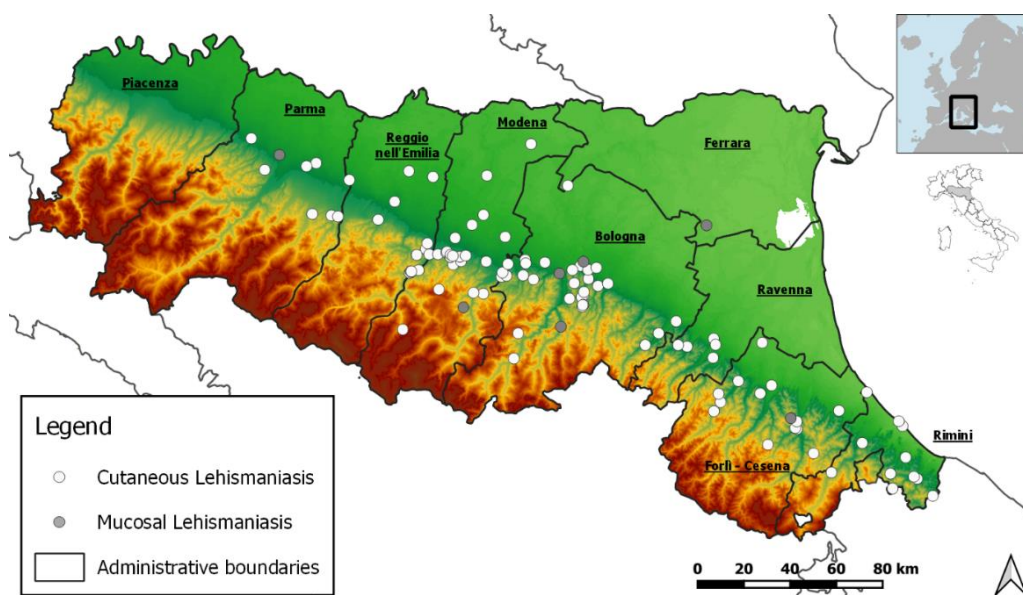 Piacenza
Parma
Reggio
nell'Emilia
Modena
Ferrara
Bologna
Ravenna
Forlì - Cesena
Rimini
Legend
Cutaneous Lehismaniasis
Mucosal Lehismaniasis
Administrative boundaries
0 20 40 60 80 km